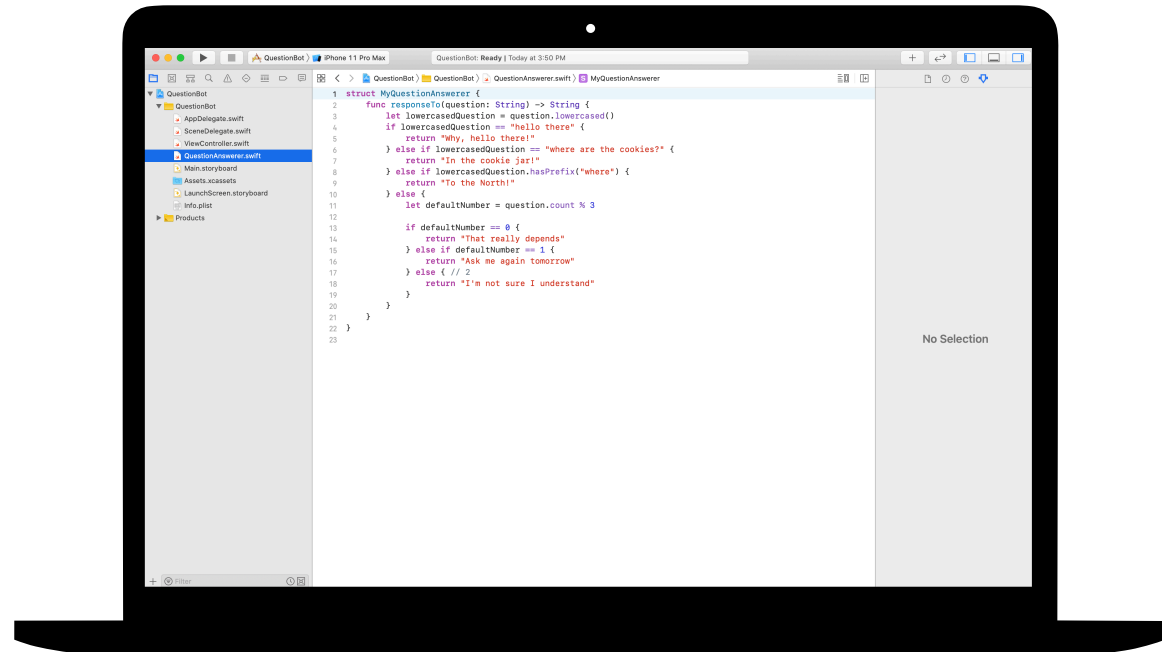 QuestionBot ⟩ iPhone 11 Pro Max
QuestionBot: Ready | Today at 3:50 PM
QuestionBot ⟩ QuestionBot ⟩ QuestionAnswerer.swift ⟩ S MyQuestionAnswerer
QuestionBot
QuestionBot
AppDelegate.swift
SceneDelegate.swift
ViewController.swift
QuestionAnswerer.swift
Main.storyboard
Assets.xcassets
LaunchScreen.storyboard
Info.plist
Products
Filter
1 struct MyQuestionAnswerer {
2     func responseTo(question: String) -> String {
3         let lowercasedQuestion = question.lowercased()
4         if lowercasedQuestion == "hello there" {
5             return "Why, hello there!"
6         } else if lowercasedQuestion == "where are the cookies?" {
7             return "In the cookie jar!"
8         } else if lowercasedQuestion.hasPrefix("where") {
9             return "To the North!"
10         } else {
11             let defaultNumber = question.count % 3
12
13             if defaultNumber == 0 {
14                 return "That really depends"
15             } else if defaultNumber == 1 {
16                 return "Ask me again tomorrow"
17             } else { // 2
18                 return "I'm not sure I understand"
19             }
20         }
21     }
22 }
23
No Selection